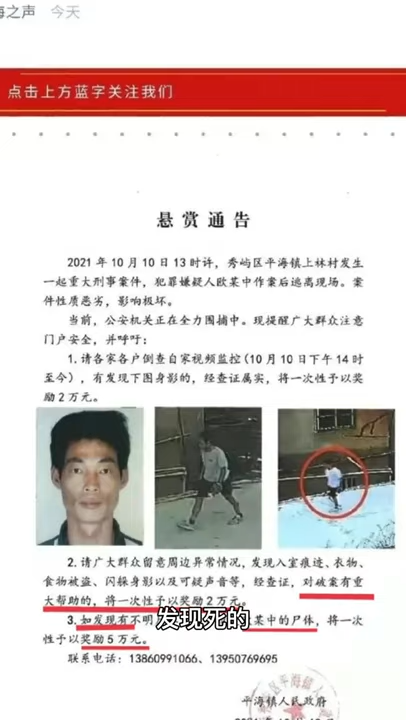 海之声 今天
点击上方蓝字关注我们
悬赏通告
2021年10月10日13时许，秀屿区平海镇上林村发生
一起重大刑事案件，犯罪嫌疑人欧某中作案后逃离现场。案
件性质恶劣，影响极坏。
当前，公安机关正在全力围捕中。现提醒广大群众注意
门户安全，并呼吁：
1.请各家各户倒查自家视频监控（10月10日下午14时
至今），有发现下图身影的，经查证属实，将一次性予以奖
励2万元。
2.请广大群众留意周边异常情况，发现入室痕迹、衣物、
食物被盗、闪躲身影以及可疑声音等，经查证，对破案有重
大帮助的，将一次性予以奖励2万元。
3.如发现有不明 某中的尸体，将一次
性予以奖励5万元。
发现死的
联系电话：13860991066、13950769695
平海镇人民政府